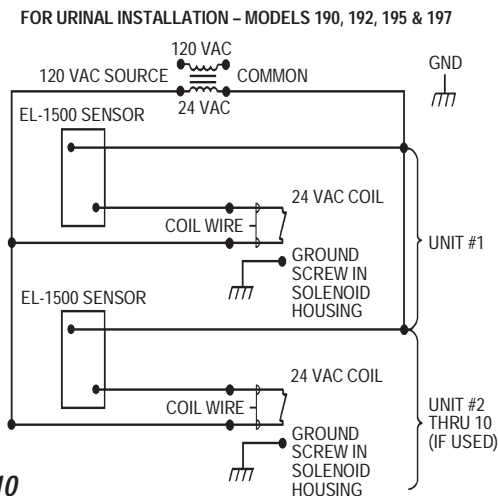 FOR URINAL INSTALLATION – MODELS 190, 192, 195 & 197
120 VAC
120 VAC SOURCE
COMMON
GND
24 VAC
EL-1500 SENSOR
24 VAC COIL
COIL WIRE
UNIT #1
GROUND
SCREW IN
SOLENOID
HOUSING
EL-1500 SENSOR
24 VAC COIL
COIL WIRE
UNIT #2
THRU 10
(IF USED)
GROUND
SCREW IN
SOLENOID
HOUSING
10